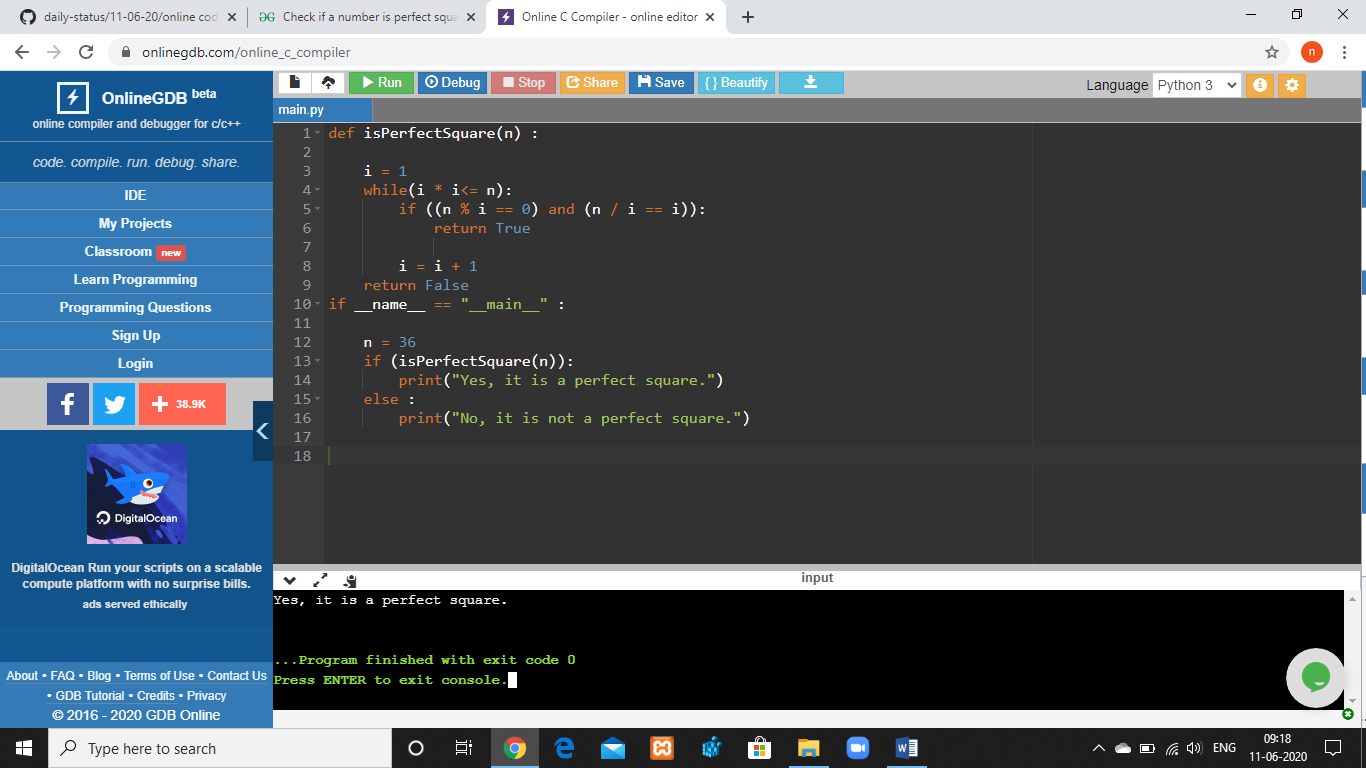 daily-status/11-06-20/online cod
Check if a number is perfect squa
Online C Compiler - online editor
onlinegdb.com/online_c_compiler
n
OnlineGDB beta
online compiler and debugger for c/c++
code. compile. run. debug. share.
IDE
My Projects
Classroom new
Learn Programming
Programming Questions
Sign Up
Login
38.9K
DigitalOcean
DigitalOcean Run your scripts on a scalable
compute platform with no surprise bills.
ads served ethically
About • FAQ • Blog • Terms of Use • Contact Us
• GDB Tutorial • Credits • Privacy
© 2016 - 2020 GDB Online
Run Debug Stop Share Save { } Beautify
Language Python 3
main.py
1 def isPerfectSquare(n) :
2
3     i = 1
4     while(i * i<= n):
5         if ((n % i == 0) and (n / i == i)):
6             return True
7
8         i = i + 1
9     return False
10 if __name__ == "__main__" :
11
12     n = 36
13     if (isPerfectSquare(n)):
14         print("Yes, it is a perfect square.")
15     else :
16         print("No, it is not a perfect square.")
17
18
input
Yes, it is a perfect square.
...Program finished with exit code 0
Press ENTER to exit console.
Type here to search
ENG
09:18
11-06-2020